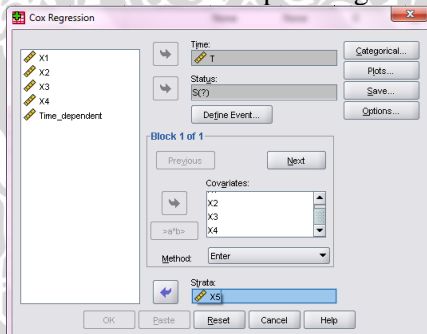 Cox Regression
X1
X2
X3
X4
Time_dependent
Time:
T
Status:
S(?)
Define Event...
Block 1 of 1
Previous
Next
Covariates:
X2
X3
X4
>a*b>
Method:
Enter
Strata:
X5
Categorical...
Plots...
Save...
Options...
OK
Paste
Reset
Cancel
Help